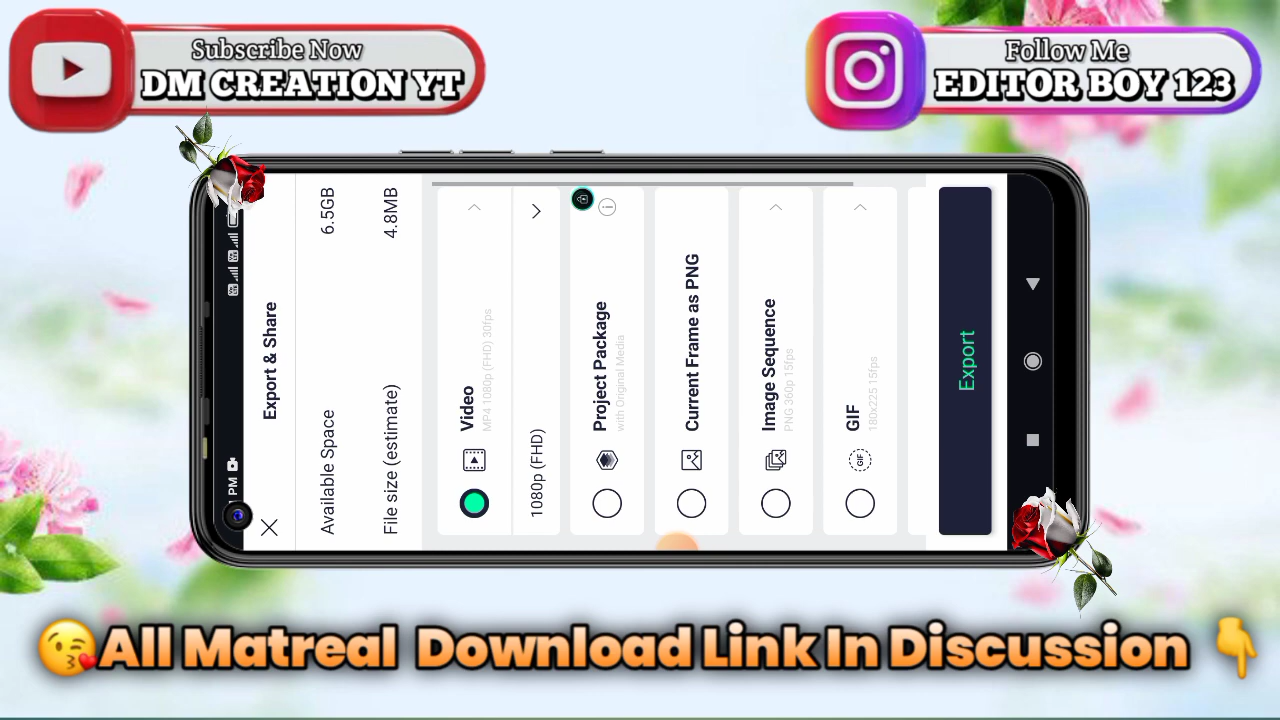 Subscribe Now
DM CREATION YT
Follow Me
EDITOR BOY 123
PM
Export & Share
Available Space 6.5GB
File size (estimate) 4.8MB
Video
MP4 1080p (FHD) 30fps
1080p (FHD)
Project Package
with Original Media
Current Frame as PNG
Image Sequence
PNG 360p 15fps
GIF
GIF
180x225 15fps
Export
😘All Matreal Download Link In Discussion 👇